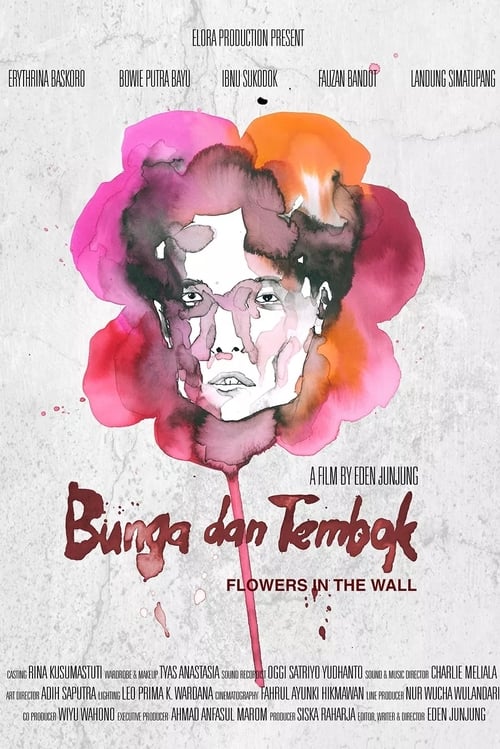 ELORA PRODUCTION PRESENT
ERYTHRINA BASKORO BOWIE PUTRA BAYU IBNU SUKODOK FAUZAN BANDOT LANDUNG SIMATUPANG
A FILM BY EDEN JUNJUNG
Bunga dan Tembok
FLOWERS IN THE WALL
CASTING RINA KUSUMASTUTI WARDROBE & MAKEUP TYAS ANASTASIA SOUND RECORDIST OGGI SATRIYO YUDHANTO SOUND & MUSIC DIRECTOR CHARLIE MELIALA
ART DIRECTOR ADIH SAPUTRA LIGHTING LEO PRIMA K. WARDANA CINEMATOGRAPHY FAHRUL AYUNKI HIKMAWAN LINE PRODUCER NUR WUCHA WULANDARI
CO PRODUCER WIYU WAHONO EXECUTIVE PRODUCER AHMAD ANFASUL MAROM PRODUCER SISKA RAHARJA EDITOR, WRITER & DIRECTOR EDEN JUNJUNG